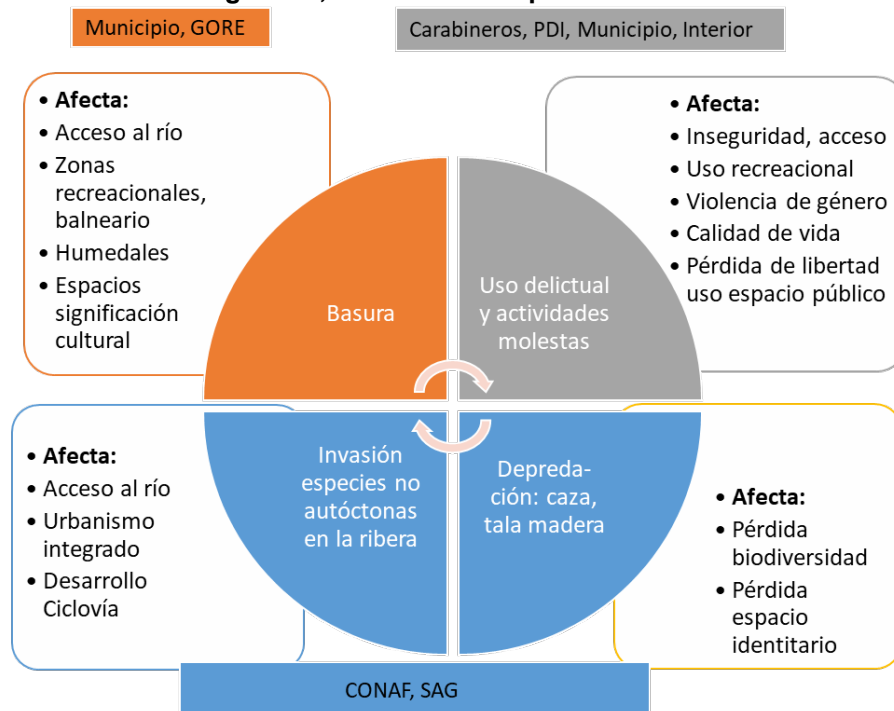 Municipio, GORE
Carabineros, PDI, Municipio, Interior
• Afecta:
• Acceso al río
• Zonas
recreacionales,
balneario
• Humedales
• Espacios
significación
cultural
• Afecta:
• Inseguridad, acceso
• Uso recreacional
• Violencia de género
• Calidad de vida
• Pérdida de libertad
uso espacio público
Basura
Uso delictual
y actividades
molestas
Invasión
especies no
autóctonas
en la ribera
Depreda-
ción: caza,
tala madera
• Afecta:
• Acceso al río
• Urbanismo
integrado
• Desarrollo
Ciclovía
• Afecta:
• Pérdida
biodiversidad
• Pérdida
espacio
identitario
CONAF, SAG